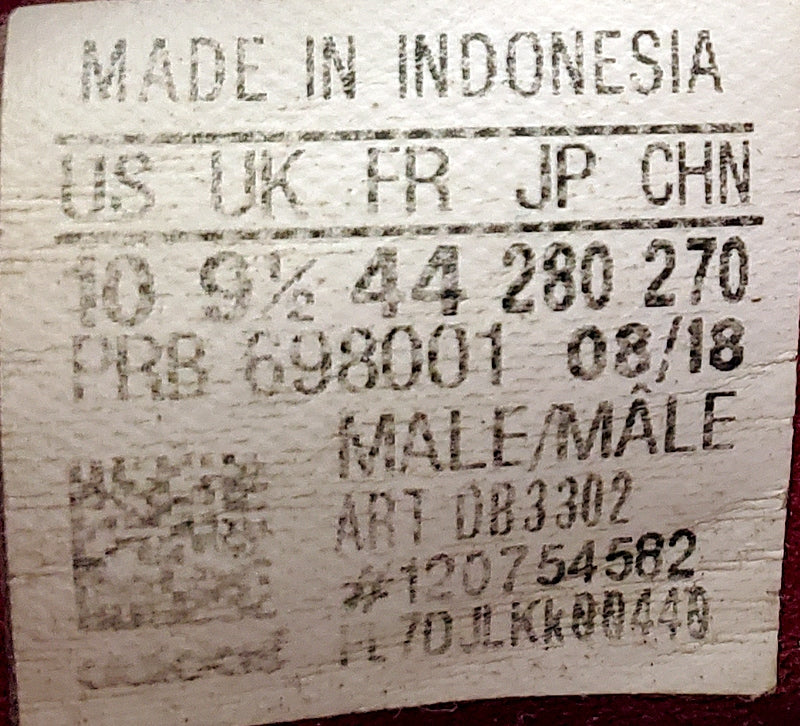 MADE IN INDONESIA
US UK FR JP CHN
10 9½ 44 280 270
PRB 698001 08/18
MALE/MÂLE
ART DB3302
#120754582